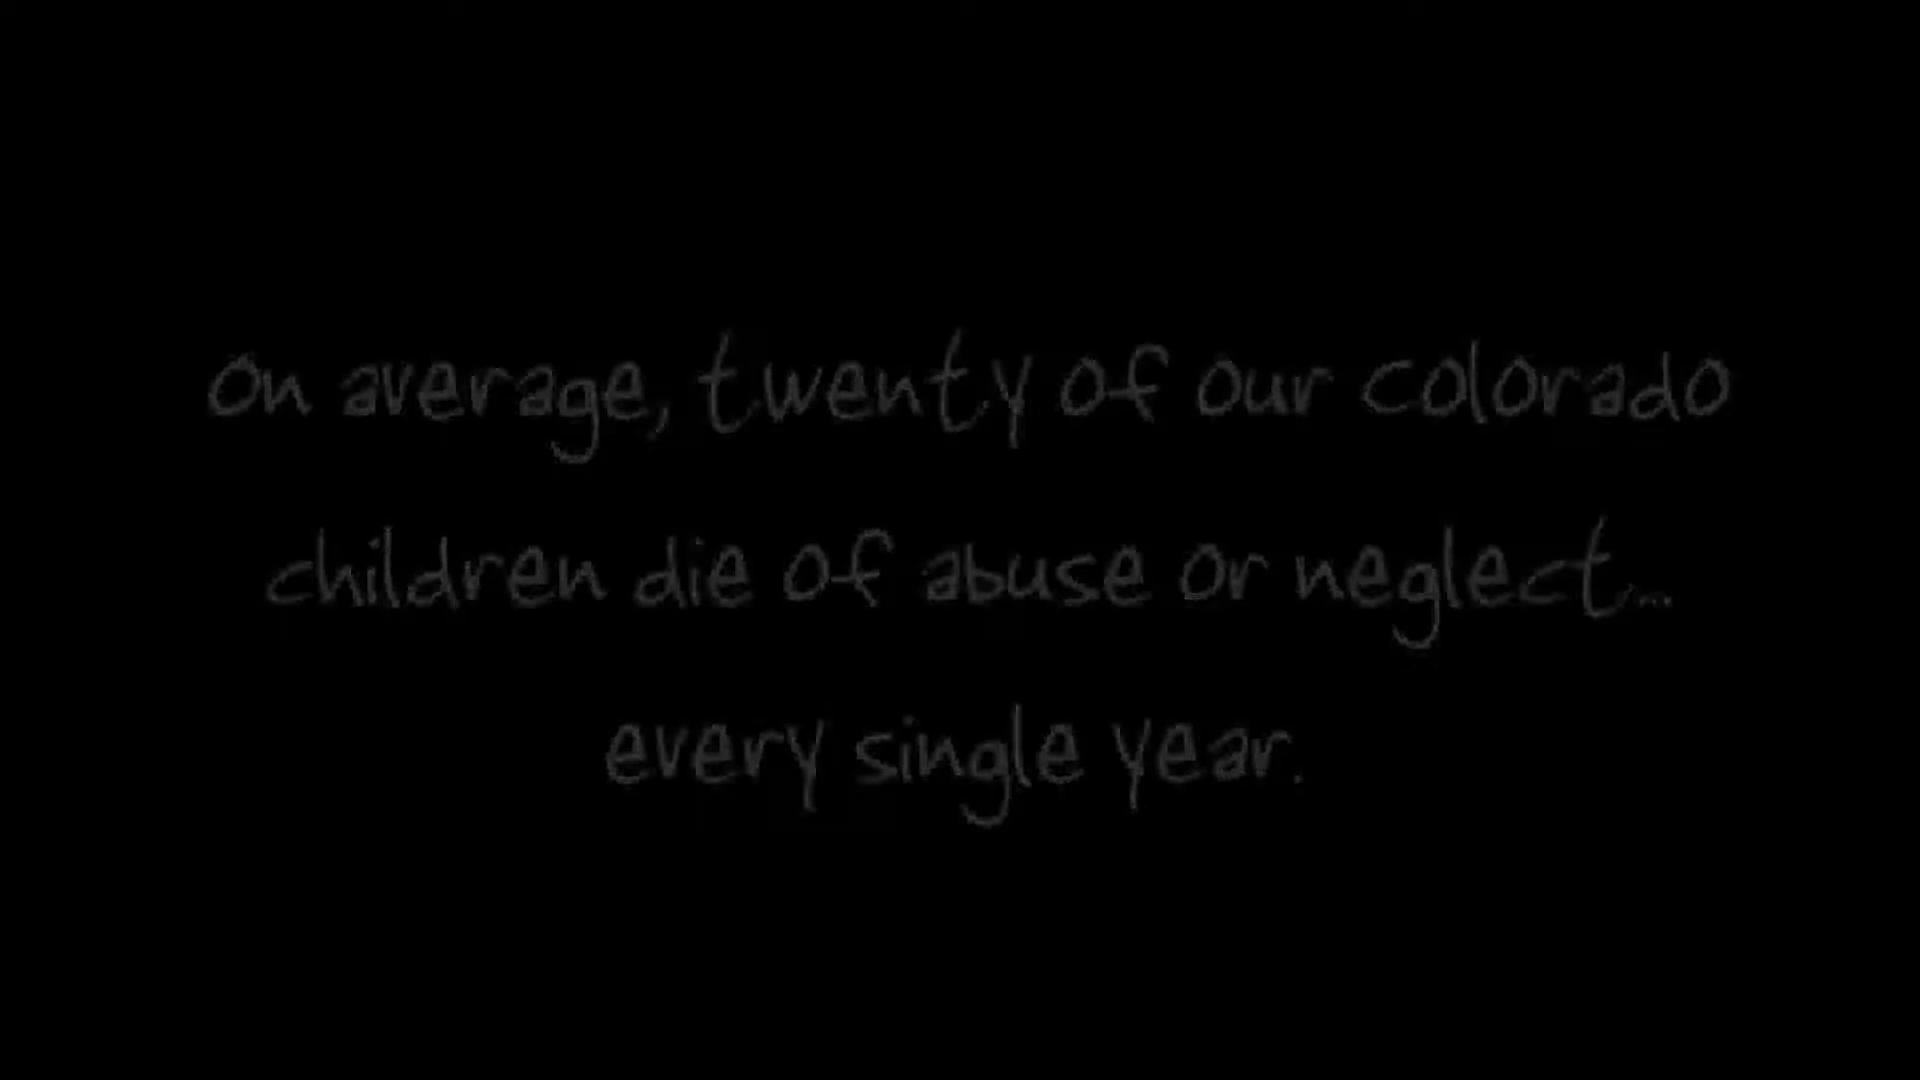 On average, twenty of our Colorado
children die of abuse or neglect...
every single year.